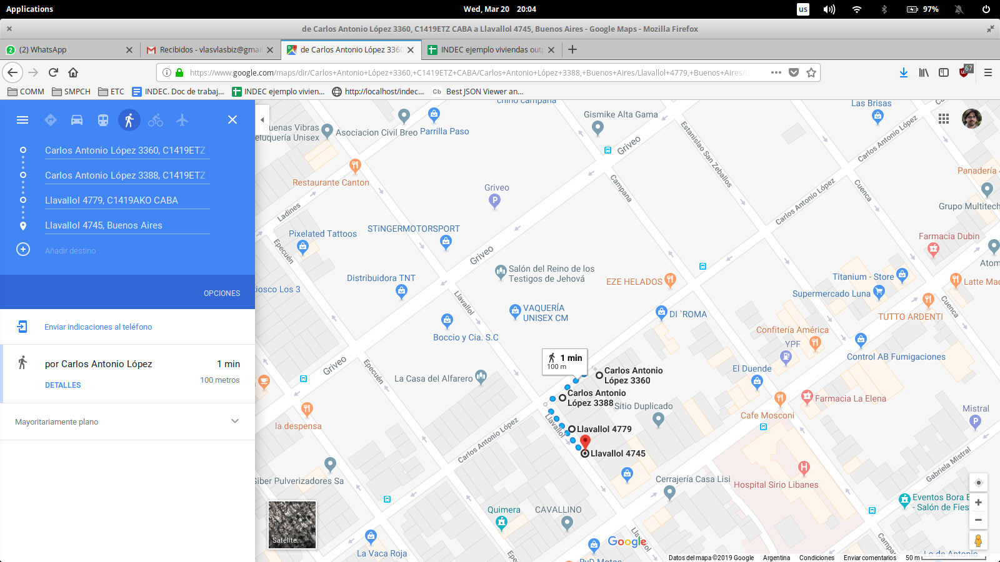 Applications
Wed, Mar 20 20:04
us
97%
de Carlos Antonio López 3360, C1419ETZ CABA a Llavallol 4745, Buenos Aires - Google Maps - Mozilla Firefox
(2) WhatsApp
Recibidos - vlasvlasbiz@gmai
de Carlos Antonio López 3360
INDEC ejemplo viviendas out
https://www.google.com/maps/dir/Carlos+Antonio+López+3360,+C1419ETZ+CABA/Carlos+Antonio+López+3388,+Buenos+Aires/Llavallol+4779,+Buenos+Aires/
67
COMM
SMPCH
ETC
INDEC. Doc de trabaj...
INDEC ejemplo vivien...
http://localhost/indec...
Cb
Best JSON Viewer an...
Carlos Antonio López 3360, C1419ETZ
Carlos Antonio López 3388, C1419ETZ
Llavallol 4779, C1419AKO CABA
Llavallol 4745, Buenos Aires
Añadir destino
OPCIONES
Enviar indicaciones al teléfono
por Carlos Antonio López
1 min
100 metros
DETALLES
Mayoritariamente plano
chino campana
Las Brisas
Gismike Alta Gama
uenas Vibras
eluquería Unisex
Asociacion Civil Breo
Parrilla Paso
Griveo
Estanislao San Zeballos
Carlos Antonio López
Restaurante Canton
Griveo
Campana
Cuenca
Panadería
Grupo Multitech
Ladines
Carlos Antonio López
Pixelated Tattoos
STiNGERMOTORSPORT
Farmacia Dubin
Epecuén
Griveo
Atom
Salón del Reino de los
Testigos de Jehová
Distribuidora TNT
EZE HELADOS
Titanium - Store
Latte Mac
kiosco Los 3
Supermercado Luna
Llavallol
VAQUERÍA
UNISEX CM
DI `ROMA
Cuenca
TUTTO ARDENTI
Boccio y Cia. S.C
Confitería América
YPF
Control AB Fumigaciones
Griveo
Epecuén
1 min
100 m
El Duende
La Casa del Alfarero
Carlos Antonio
López 3360
Carlos Antonio
López 3388
Sitio Duplicado
Farmacia La Elena
Cafe Mosconi
Mistral
P
la despensa
Llavallol
Llavallol 4779
Carlos Antonio López
Llavallol 4745
Gabriela Mistral
H
Hospital Sirio Libanes
Giber Pulverizadores Sa
Cerrajería Casa Lisi
Quimera
CAVALLINO
Eventos Bora B
- Salón de Fies
Satélite
Google
La Vaca Roja
Datos del mapa ©2019 Google
Argentina
Condiciones
Enviar comentarios
50 m